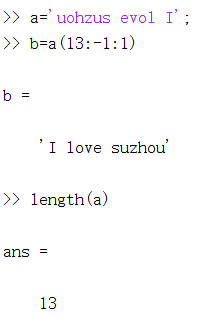 >> a='uohzus evol I';
>> b=a(13:-1:1)
b =
'I love suzhou'
>> length(a)
ans =
13